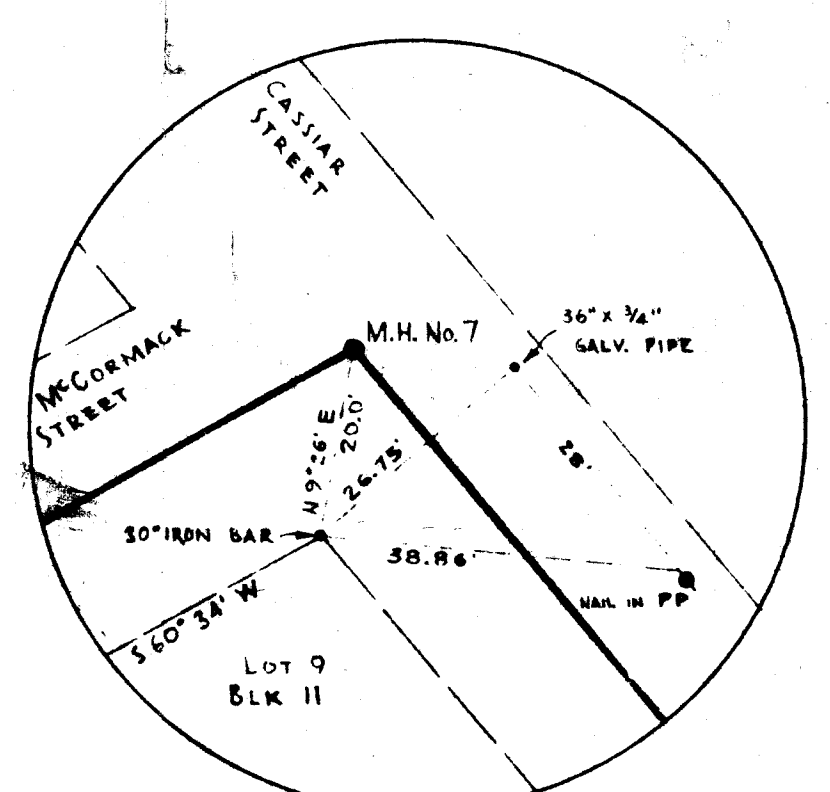 CASSIAR
STREET
M.H. No. 7
36" x 3/4"
GALV. PIPE
McCORMACK
STREET
N 9° 26' E
20.0'
26.75'
28'
30" IRON BAR
38.86'
NAIL IN PP
S 60° 34' W
LOT 9
BLK 11